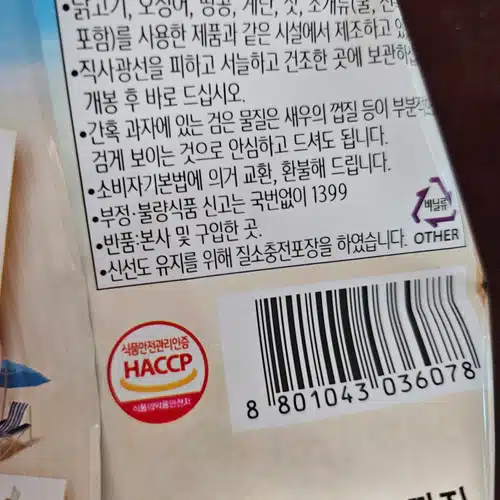 •닭고기, 오징어, 땅콩, 계란, 잣, 조개류(굴, 전
포함)를 사용한 제품과 같은 시설에서 제조하고 있
•직사광선을 피하고 서늘하고 건조한 곳에 보관하
개봉 후 바로 드십시오.
•간혹 과자에 있는 검은 물질은 새우의 껍질 등이 부분적
검게 보이는 것으로 안심하고 드셔도 됩니다.
•소비자기본법에 의거 교환, 환불해 드립니다.
•부정·불량식품 신고는 국번없이 1399
•반품:본사 및 구입한 곳.
•신선도 유지를 위해 질소충전포장을 하였습니다.
비닐류
OTHER
식품안전관리인증
HACCP
식품의약품안전처
8 801043 036078